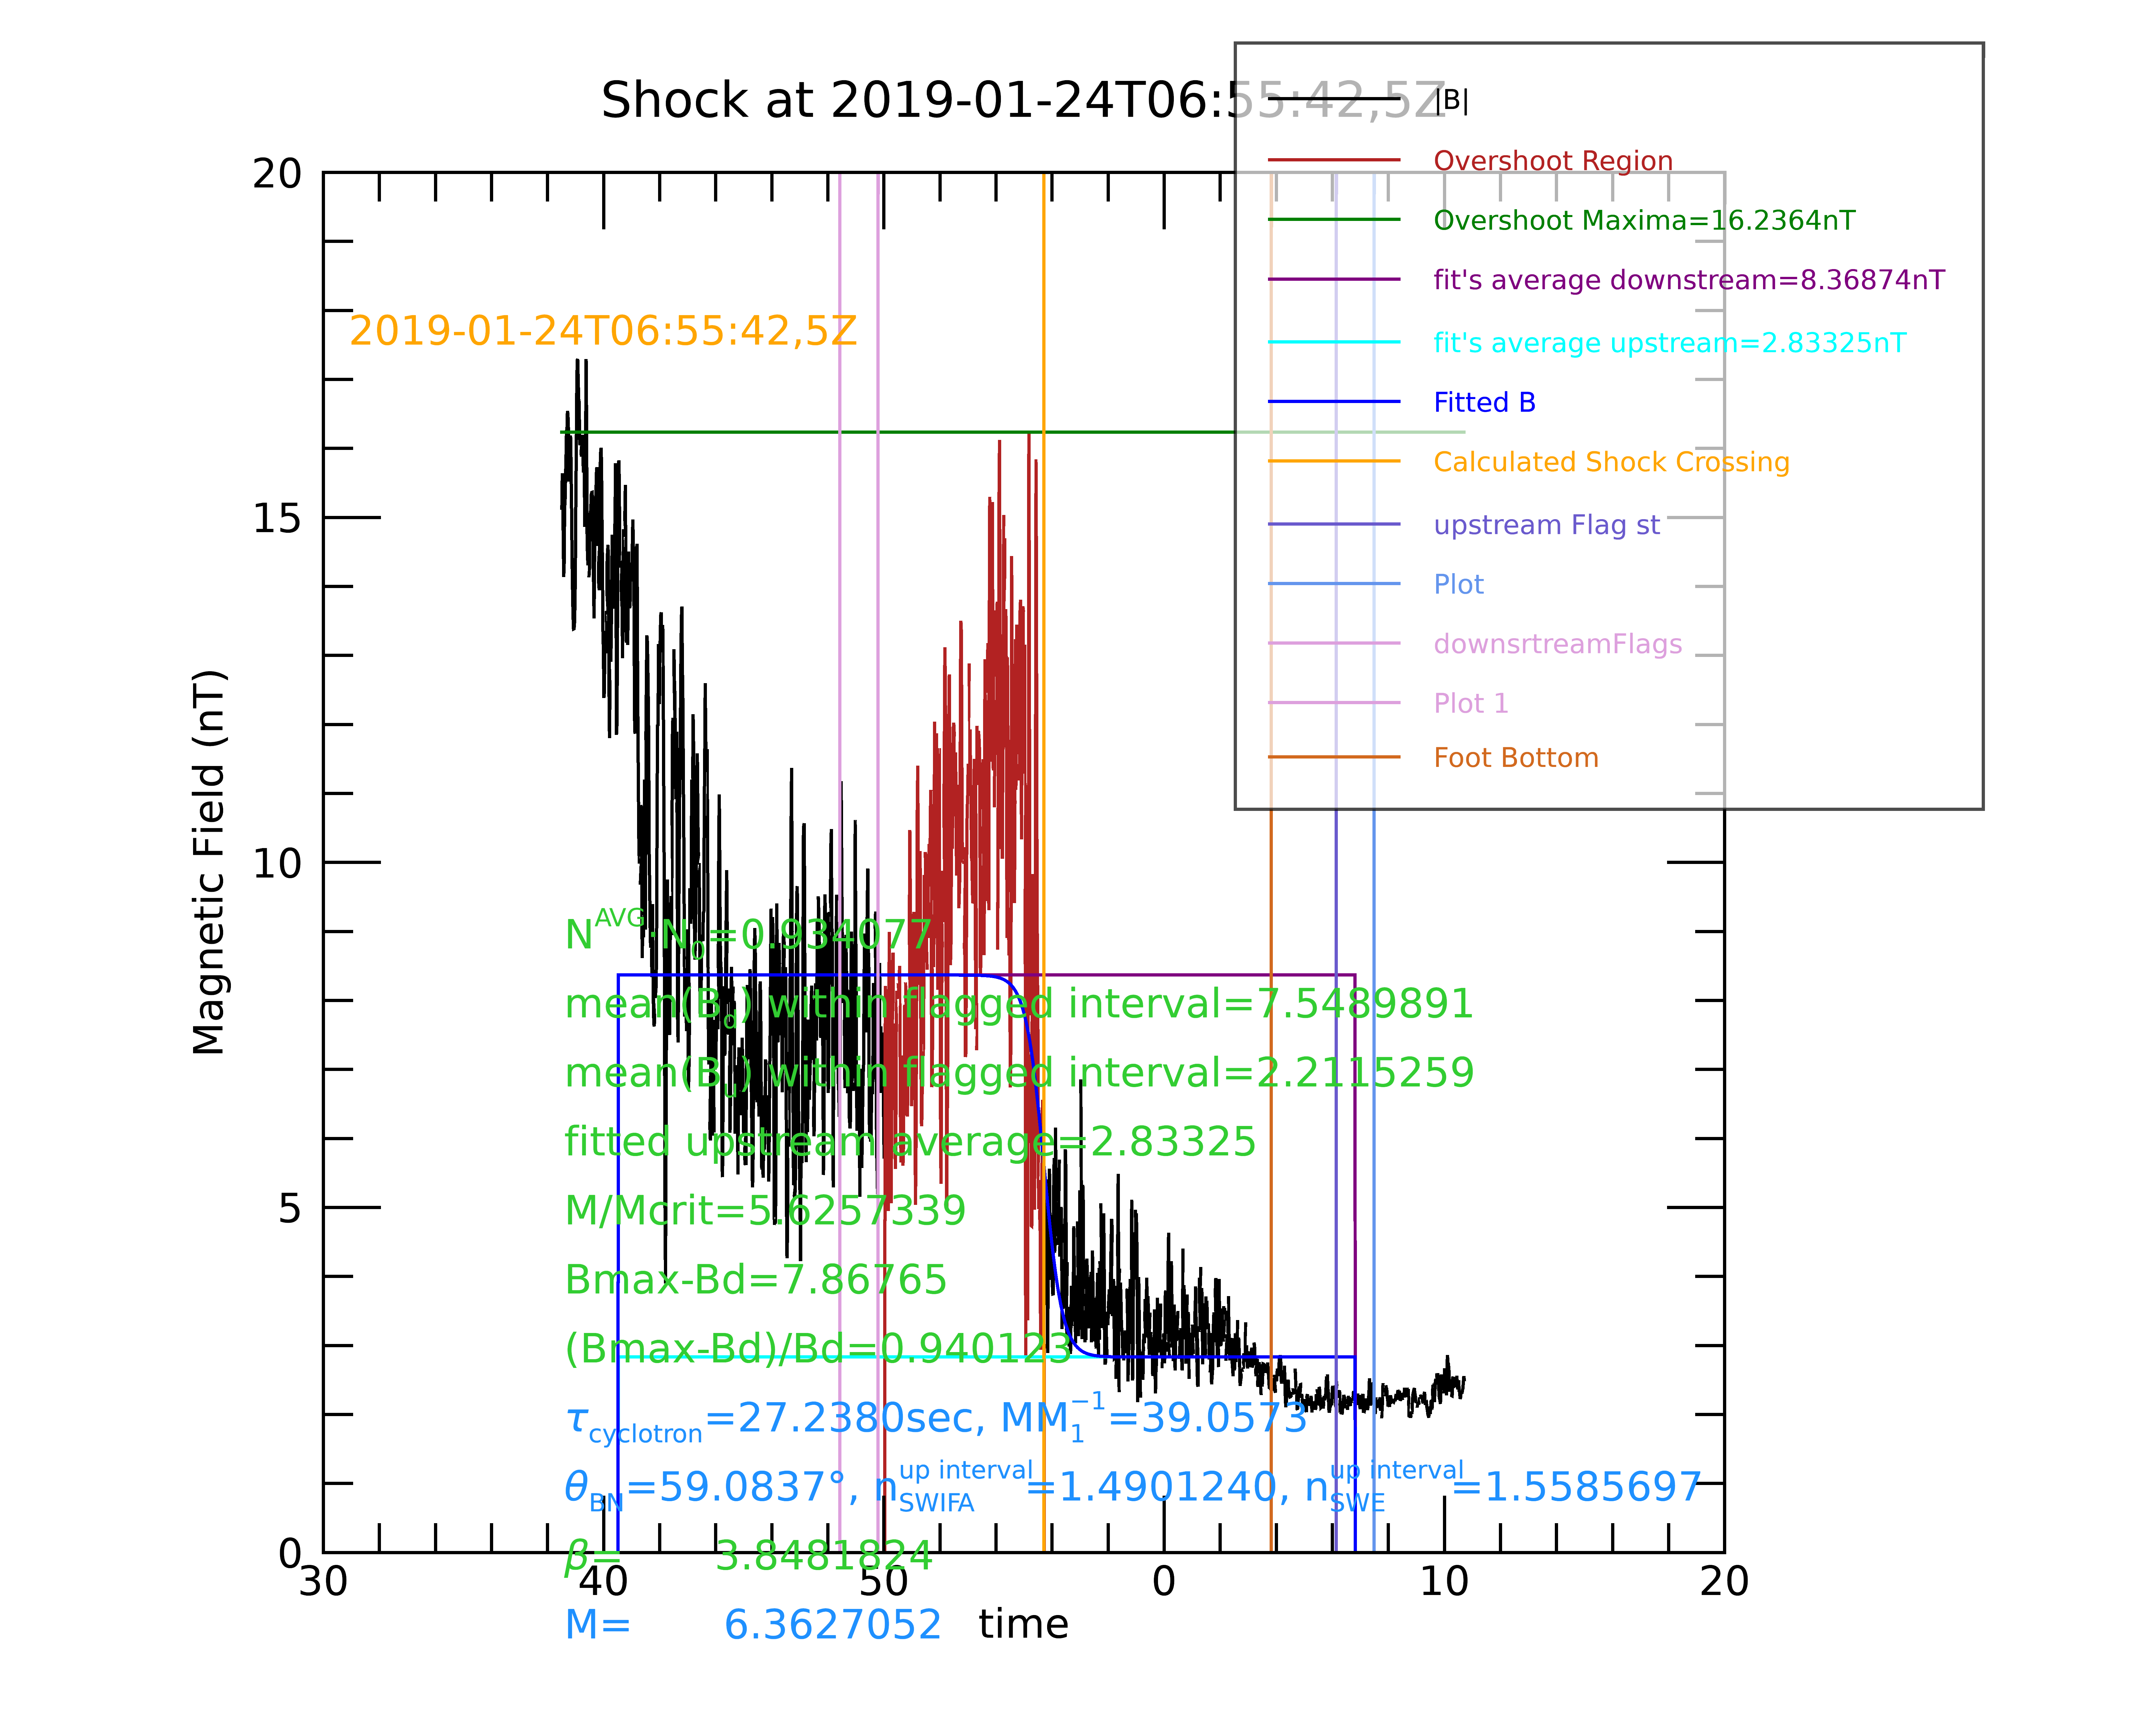 Shock at 2019-01-24T06:55:42,5Z
|B|
Overshoot Region
Overshoot Maxima=16.2364nT
fit's average downstream=8.36874nT
fit's average upstream=2.83325nT
Fitted B
Calculated Shock Crossing
upstream Flag st
Plot
downsrtreamFlags
Plot 1
Foot Bottom
2019-01-24T06:55:42,5Z
20
15
10
5
0
Magnetic Field (nT)
N^AVG·N_0=0.934077
mean(B_d) within flagged interval=7.5489891
mean(B_u) within flagged interval=2.2115259
fitted upstream average=2.83325
M/Mcrit=5.6257339
Bmax-Bd=7.86765
(Bmax-Bd)/Bd=0.940123
τ_cyclotron=27.2380sec, MM_1^−1=39.0573
θ_BN=59.0837°, n_SWIFA^up interval=1.4901240, n_SWE^up interval=1.5585697
β= 3.8481824
30 40 50 0 10 20
M= 6.3627052
time